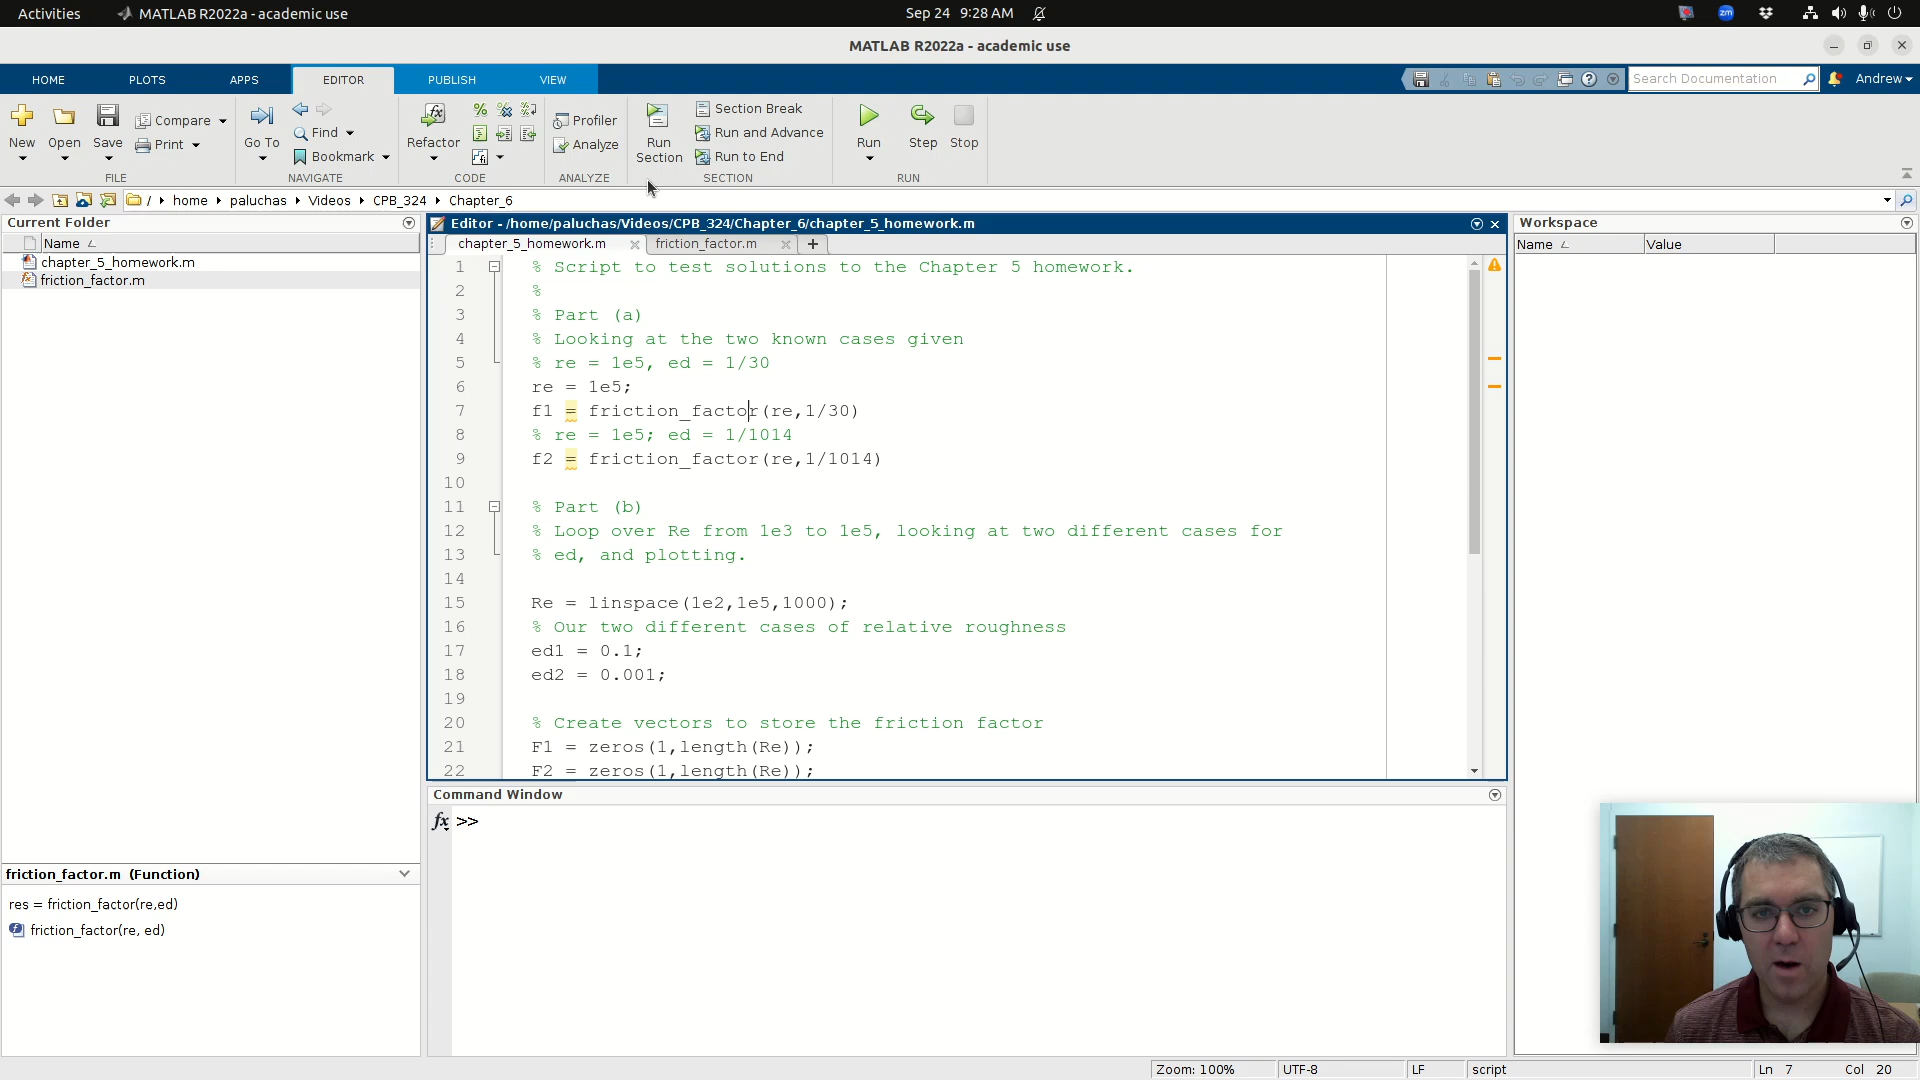 Activities
MATLAB R2022a - academic use
Sep 24 9:28 AM
zm
MATLAB R2022a - academic use
HOME
PLOTS
APPS
EDITOR
PUBLISH
VIEW
Search Documentation
Andrew
New
Open
Save
Compare
Print
FILE
Go To
Find
Bookmark
NAVIGATE
Refactor
CODE
Profiler
Analyze
ANALYZE
Run Section
Section Break
Run and Advance
Run to End
SECTION
Run
Step
Stop
RUN
/ home paluchas Videos CPB_324 Chapter_6
Current Folder
Name
chapter_5_homework.m
friction_factor.m
friction_factor.m (Function)
res = friction_factor(re,ed)
friction_factor(re, ed)
Editor - /home/paluchas/Videos/CPB_324/Chapter_6/chapter_5_homework.m
chapter_5_homework.m
friction_factor.m
1 % Script to test solutions to the Chapter 5 homework.
2 %
3 % Part (a)
4 % Looking at the two known cases given
5 % re = 1e5, ed = 1/30
6 re = 1e5;
7 f1 = friction_factor(re,1/30)
8 % re = 1e5; ed = 1/1014
9 f2 = friction_factor(re,1/1014)
10
11 % Part (b)
12 % Loop over Re from 1e3 to 1e5, looking at two different cases for
13 % ed, and plotting.
14
15 Re = linspace(1e2,1e5,1000);
16 % Our two different cases of relative roughness
17 ed1 = 0.1;
18 ed2 = 0.001;
19
20 % Create vectors to store the friction factor
21 F1 = zeros(1,length(Re));
22 F2 = zeros(1,length(Re));
Command Window
fx >>
Workspace
Name
Value
Zoom: 100%
UTF-8
LF
script
Ln 7
Col 20